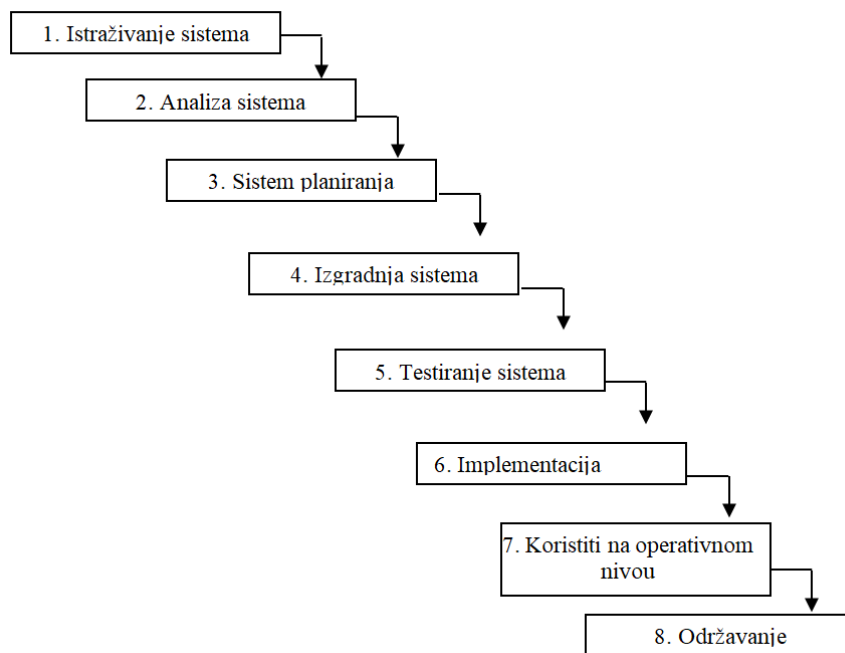 1. Istraživanje sistema
2. Analiza sistema
3. Sistem planiranja
4. Izgradnja sistema
5. Testiranje sistema
6. Implementacija
7. Koristiti na operativnom
nivou
8. Održavanje